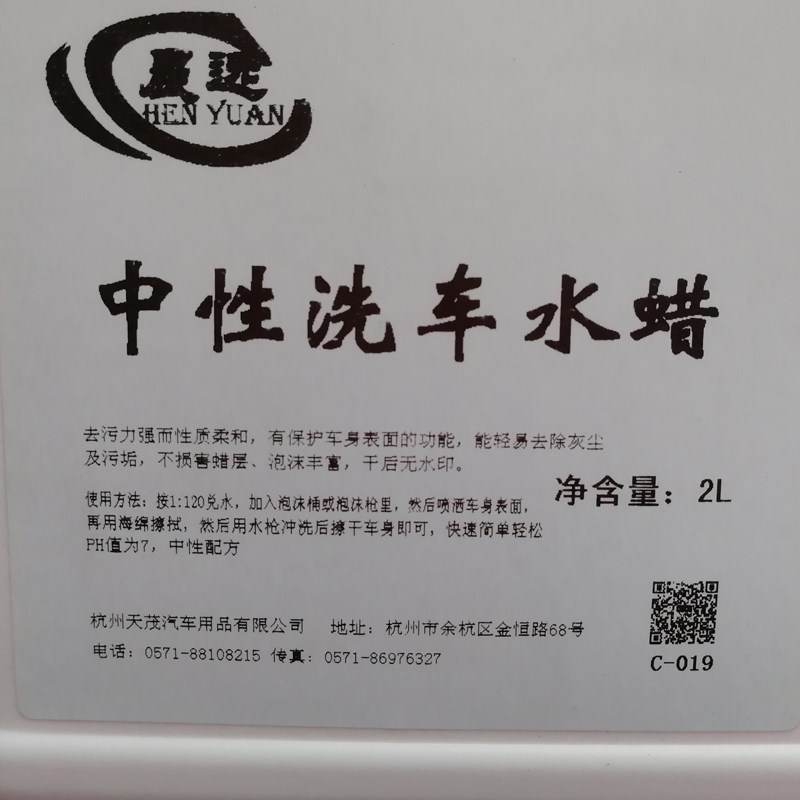 晟远
HEN YUAN
中性洗车水蜡
去污力强而性质柔和，有保护车身表面的功能，能轻易去除灰尘
及污垢，不损害蜡层、泡沫丰富，干后无水印。
净含量：2L
使用方法：按1:120兑水，加入泡沫桶或泡沫枪里，然后喷洒车身表面，
再用海绵擦拭，然后用水枪冲洗后擦干车身即可，快速简单轻松
PH值为7，中性配方
杭州天茂汽车用品有限公司 地址：杭州市余杭区金恒路68号
电话：0571-88108215 传真：0571-86976327
C-019